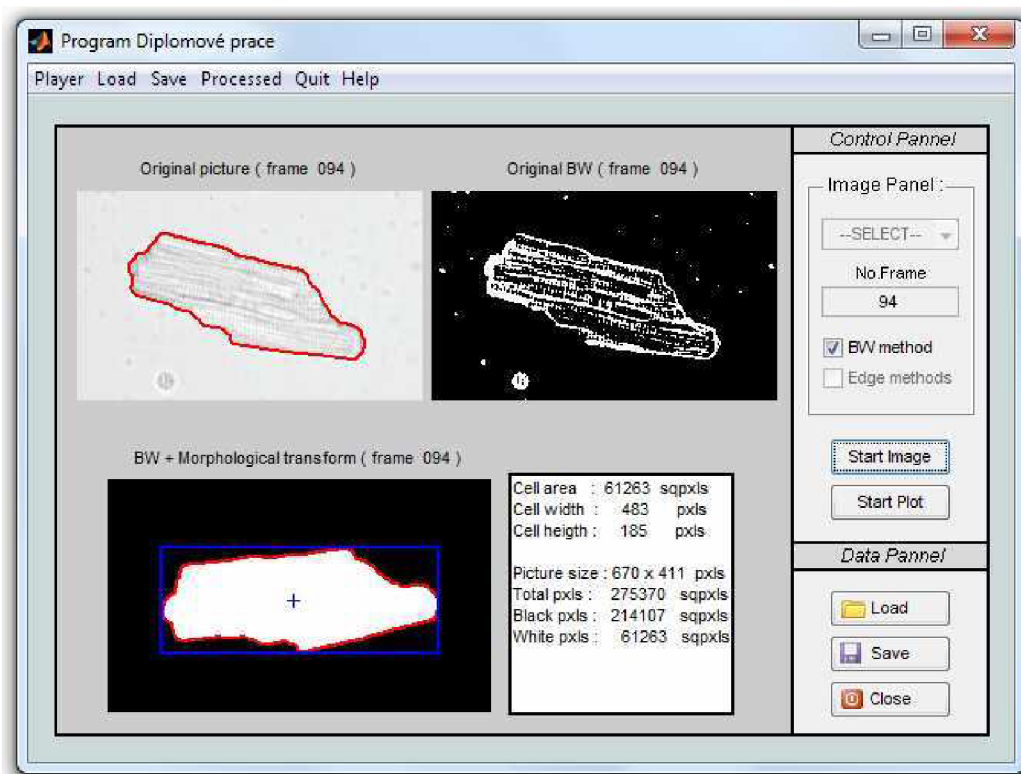 Program Diplomové prace
Player Load Save Processed Quit Help
Original picture ( frame 094 )
Original BW ( frame 094 )
BW + Morphological transform ( frame 094 )
Cell area : 61263 sqpxls
Cell width : 483 pxls
Cell heigth : 185 pxls
Picture size : 670 x 411 pxls
Total pxls : 275370 sqpxls
Black pxls : 214107 sqpxls
White pxls : 61263 sqpxls
Control Pannel
Image Panel :
--SELECT--
No.Frame
94
BW method
Edge methods
Start Image
Start Plot
Data Pannel
Load
Save
Close